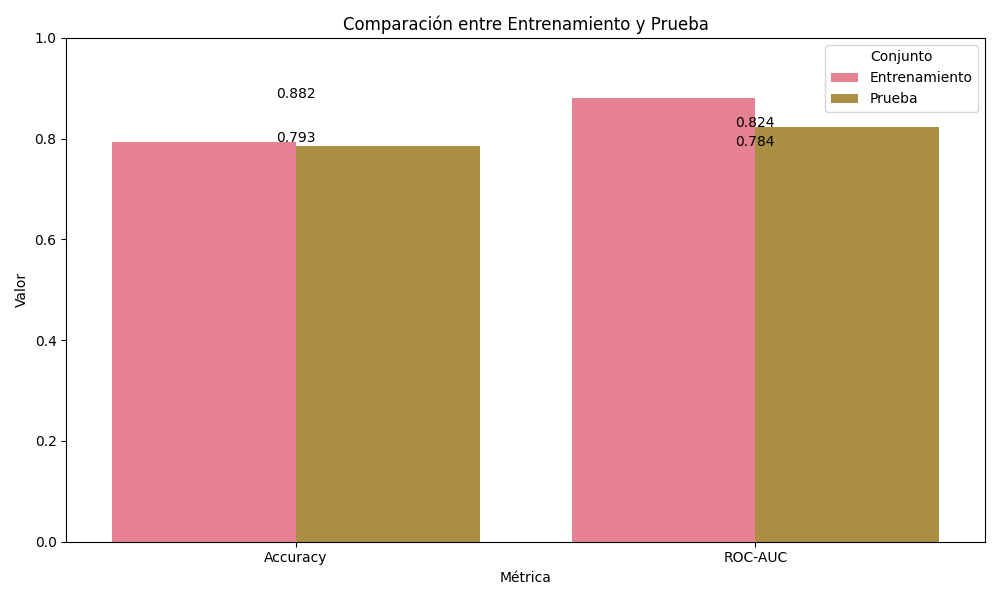 Comparación entre Entrenamiento y Prueba
Conjunto
Entrenamiento
Prueba
0.882
0.793
0.824
0.784
Valor
1.0
0.8
0.6
0.4
0.2
0.0
Accuracy
ROC-AUC
Métrica